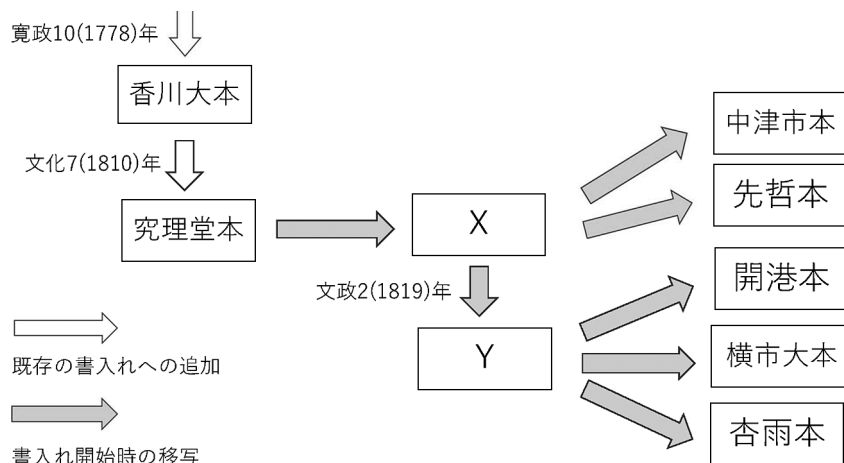 寛政10(1778)年
香川大本
文化7(1810)年
究理堂本
X
文政2(1819)年
Y
中津市本
先哲本
開港本
横市大本
杏雨本
既存の書入れへの追加
書入れ開始時の移写